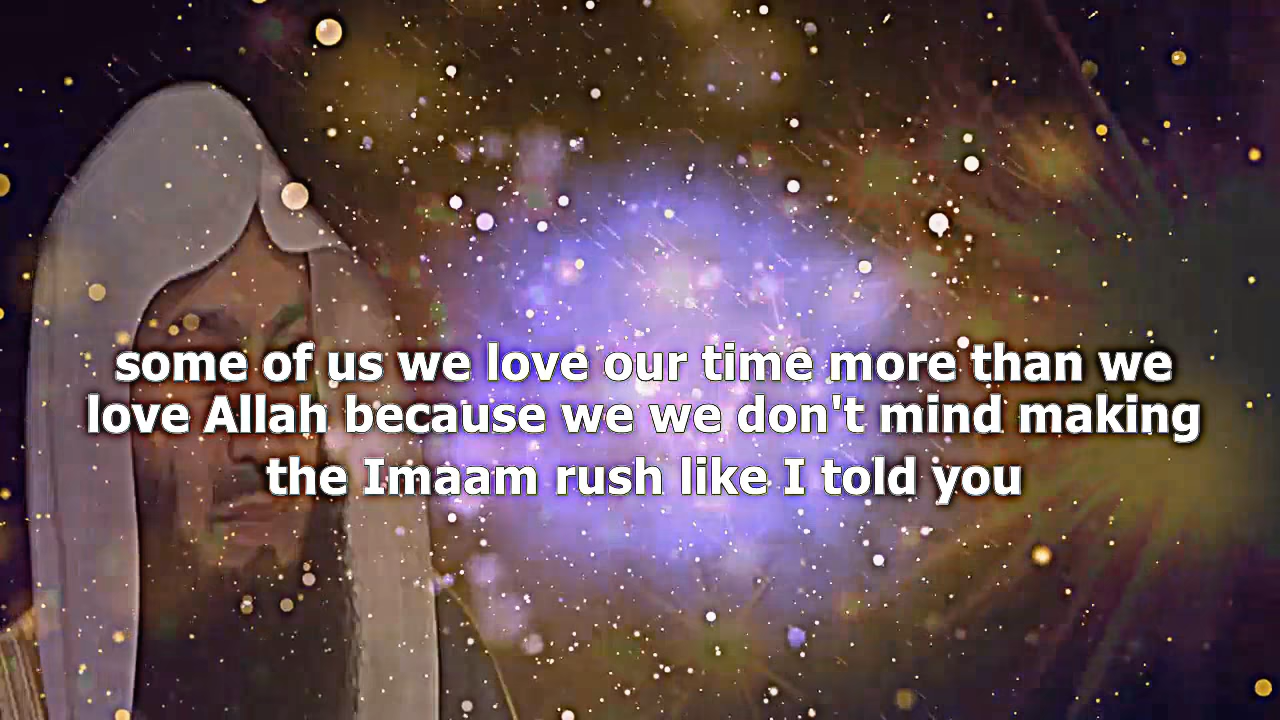 some of us we love our time more than we
love Allah because we we don't mind making
the Imaam rush like I told you